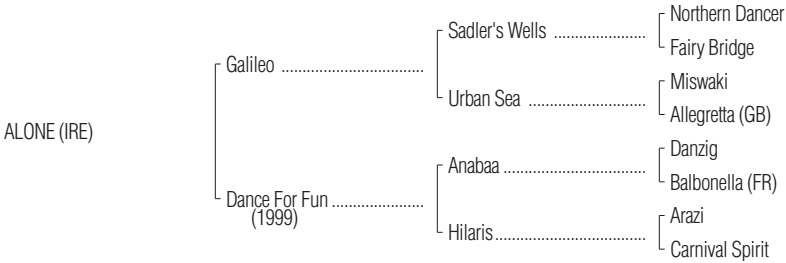 Northern Dancer
Sadler's Wells ......................
Fairy Bridge
Galileo ..................................
Miswaki
Urban Sea ............................
Allegretta (GB)
ALONE (IRE)
Danzig
Anabaa ..................................
Balbonella (FR)
Dance For Fun ......................
(1999)
Arazi
Hilaris....................................
Carnival Spirit